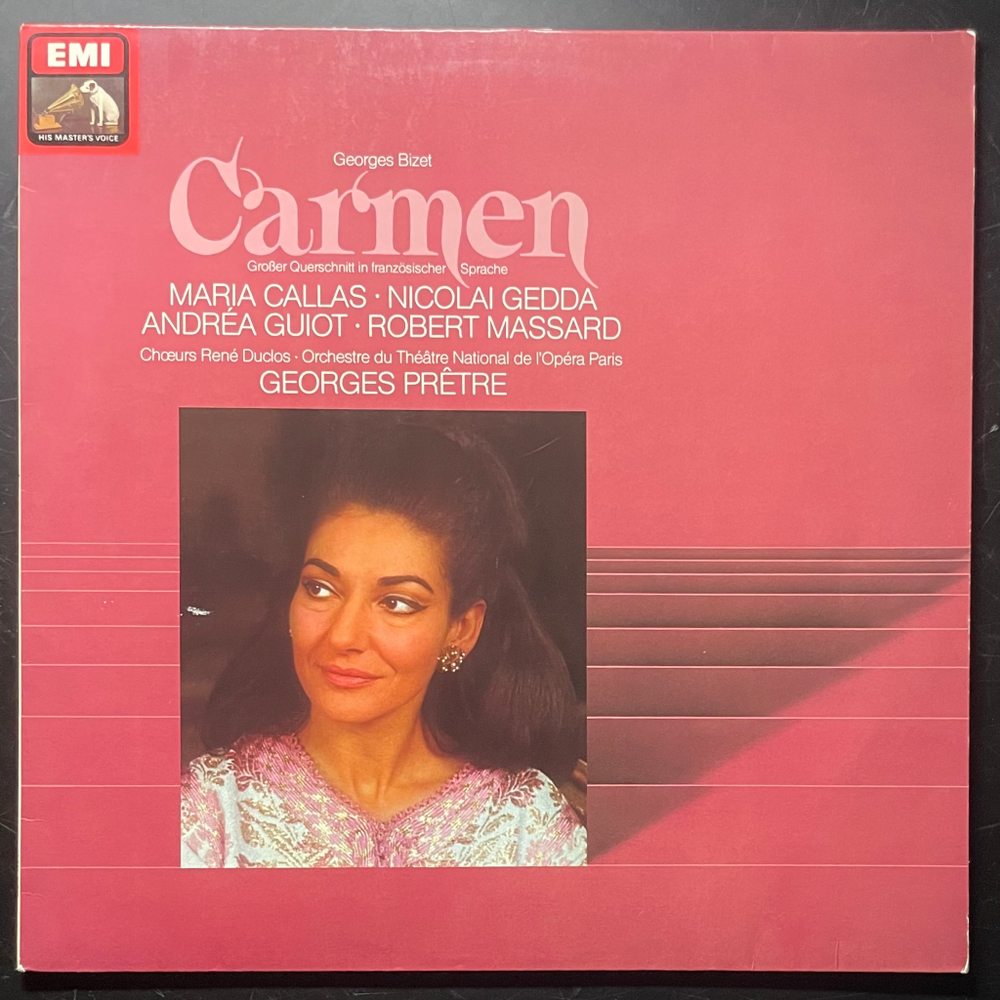 EMI
HIS MASTER'S VOICE
Georges Bizet
Carmen
Großer Querschnitt in französischer Sprache
MARIA CALLAS · NICOLAI GEDDA
ANDRÉA GUIOT · ROBERT MASSARD
Chœurs René Duclos · Orchestre du Théâtre National de l'Opéra Paris
GEORGES PRÊTRE